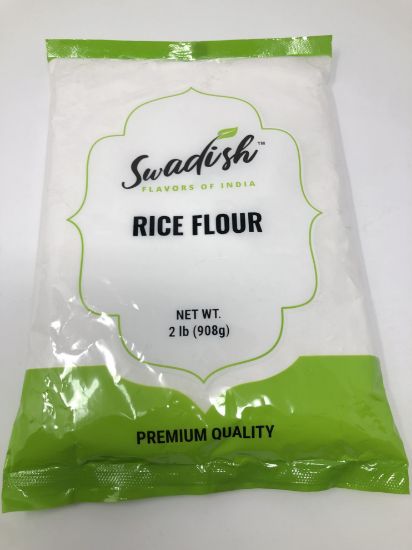 Swadish™
FLAVORS OF INDIA
RICE FLOUR
NET WT.
2 lb (908g)
PREMIUM QUALITY